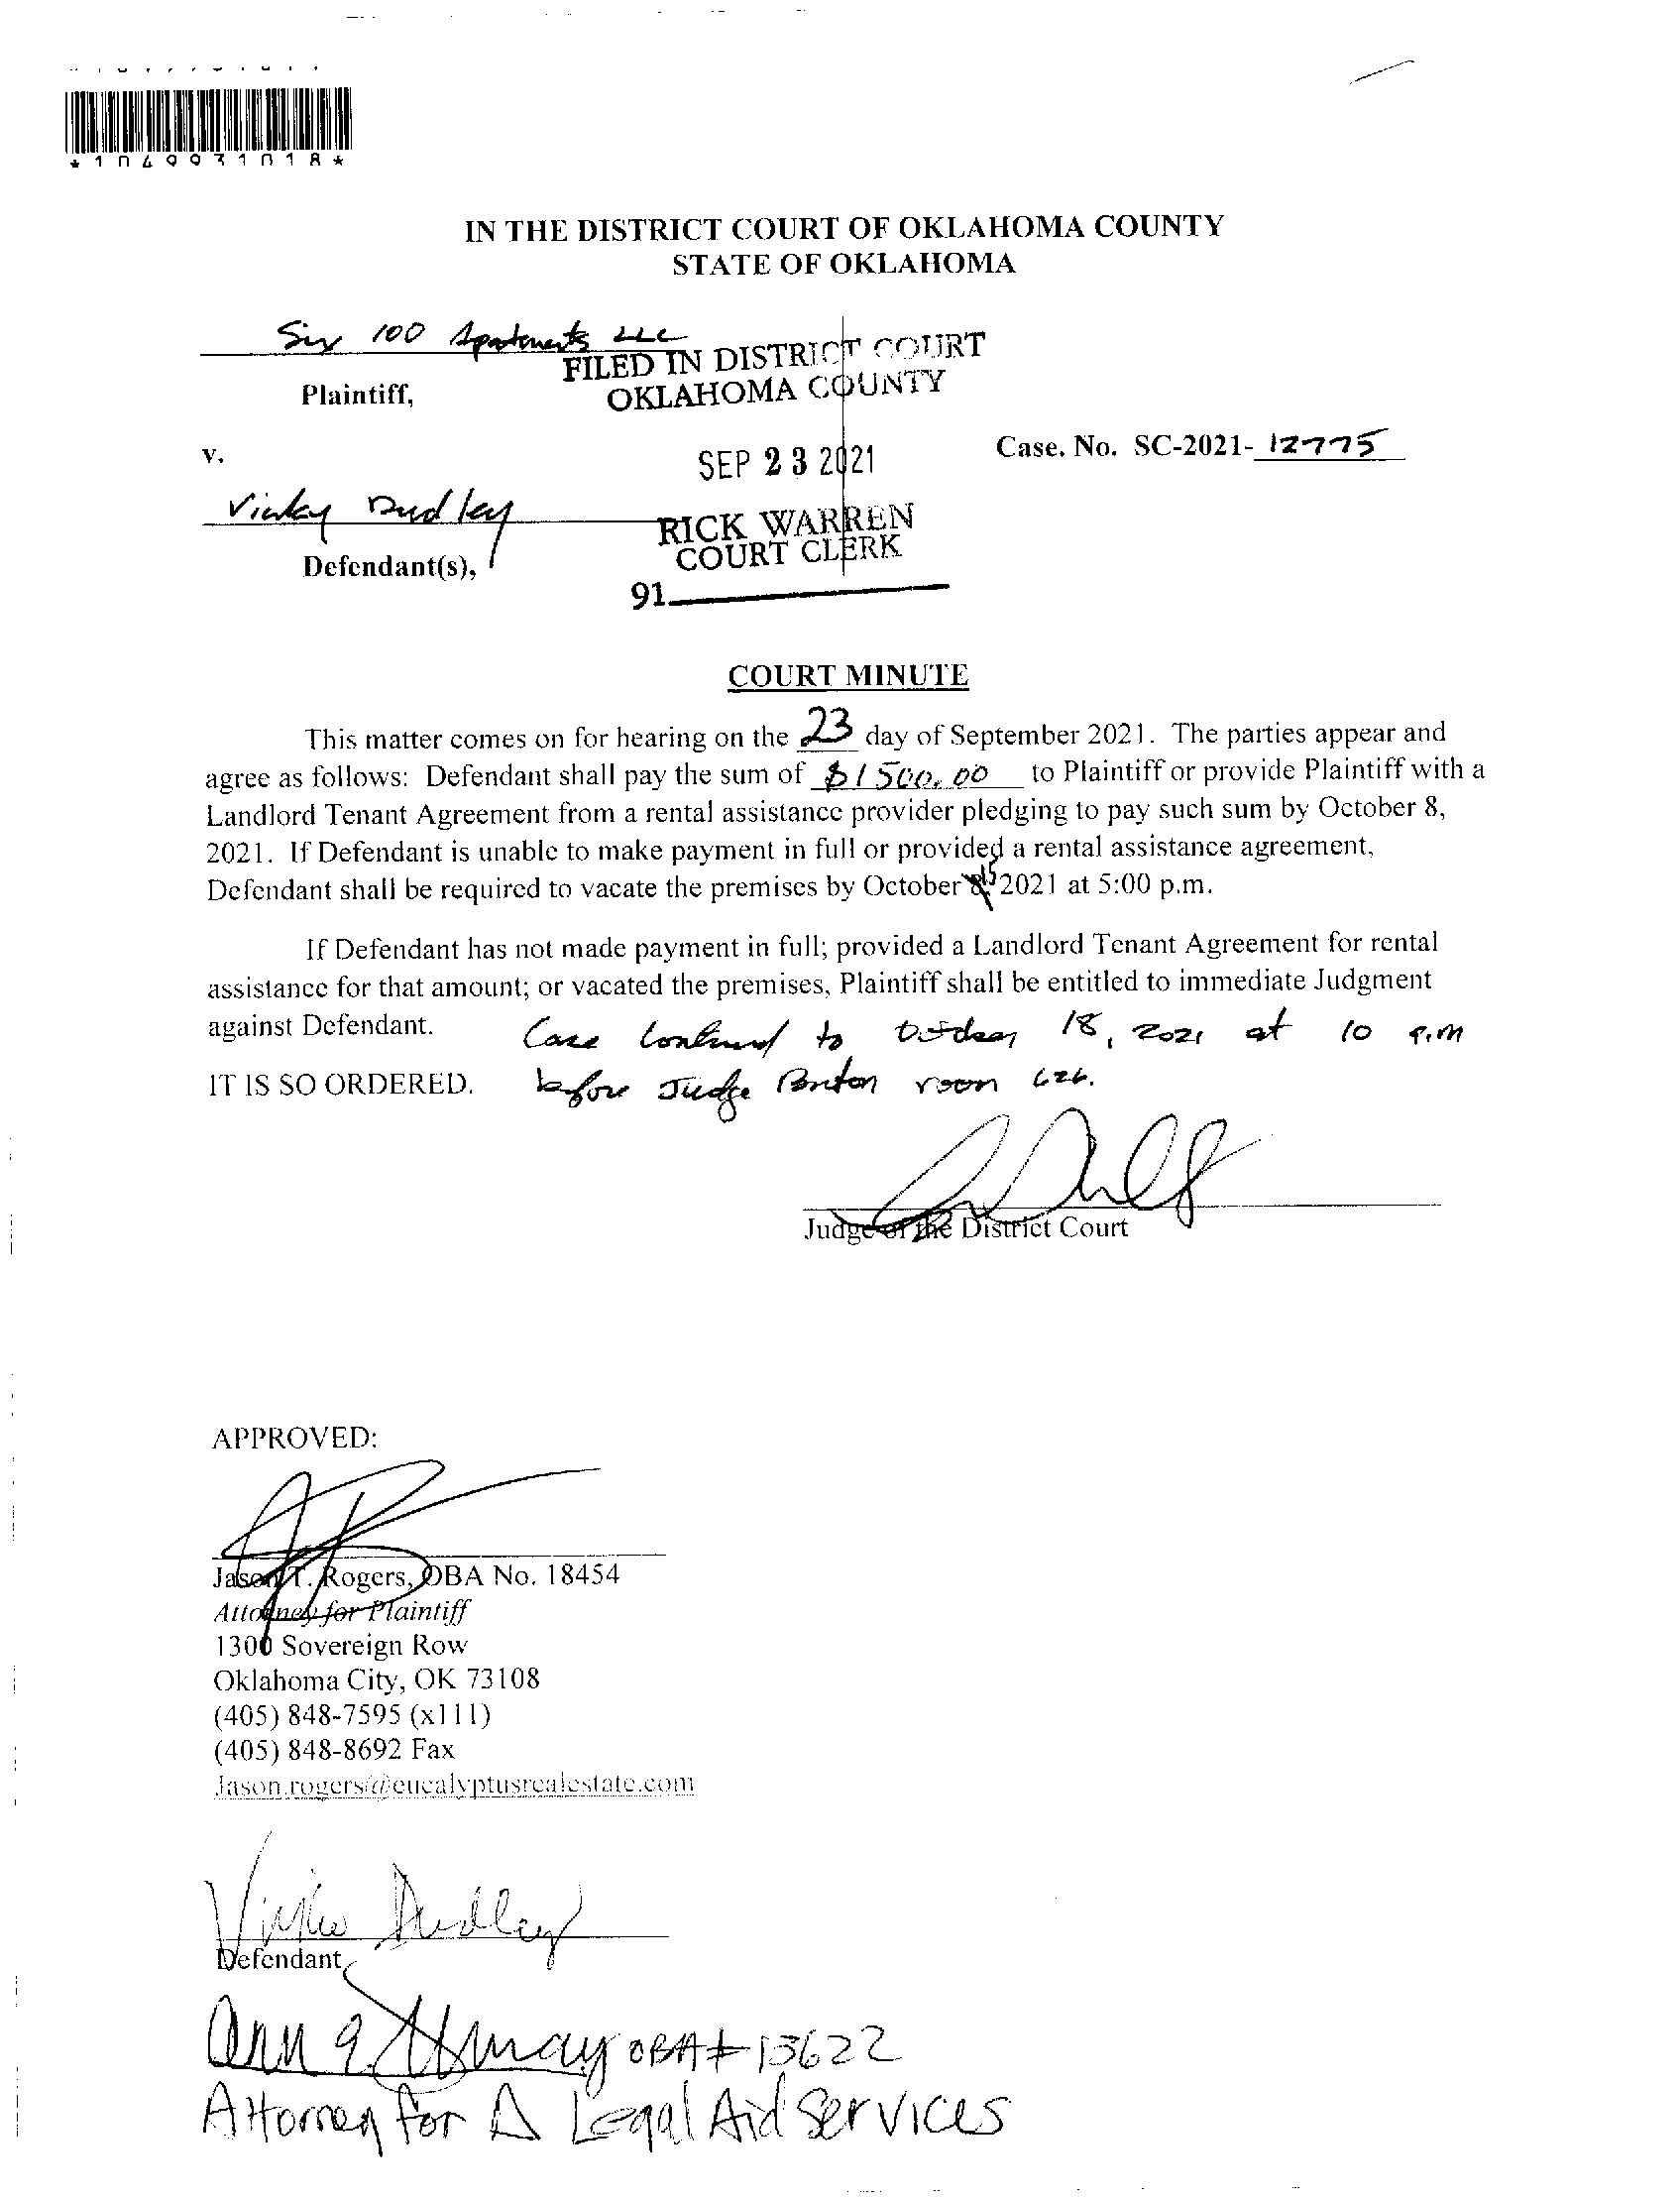 *1049931018*
IN THE DISTRICT COURT OF OKLAHOMA COUNTY
STATE OF OKLAHOMA
Six 100 Apartments LLC
Plaintiff,
FILED IN DISTRICT COURT
OKLAHOMA COUNTY
v.
SEP 23 2021
Case. No. SC-2021- 12775
Vicky Dudley
RICK WARREN
COURT CLERK
Defendant(s),
91
COURT MINUTE
This matter comes on for hearing on the 23 day of September 2021. The parties appear and
agree as follows: Defendant shall pay the sum of $1500.00 to Plaintiff or provide Plaintiff with a
Landlord Tenant Agreement from a rental assistance provider pledging to pay such sum by October 8,
2021. If Defendant is unable to make payment in full or provided a rental assistance agreement,
Defendant shall be required to vacate the premises by October 15 2021 at 5:00 p.m.
If Defendant has not made payment in full; provided a Landlord Tenant Agreement for rental
assistance for that amount; or vacated the premises, Plaintiff shall be entitled to immediate Judgment
against Defendant. Case continued to October 18, 2021 at 10 a.m
IT IS SO ORDERED. before Judge room 626.
Judge of the District Court
APPROVED:
Jason T. Rogers, OBA No. 18454
Attorney for Plaintiff
1300 Sovereign Row
Oklahoma City, OK 73108
(405) 848-7595 (x111)
(405) 848-8692 Fax
Jason.rogers@eucalyptusrealestate.com
Vickie Dudley
Defendant
Ann OBA# 13622
Attorney for Δ Legal Aid Services